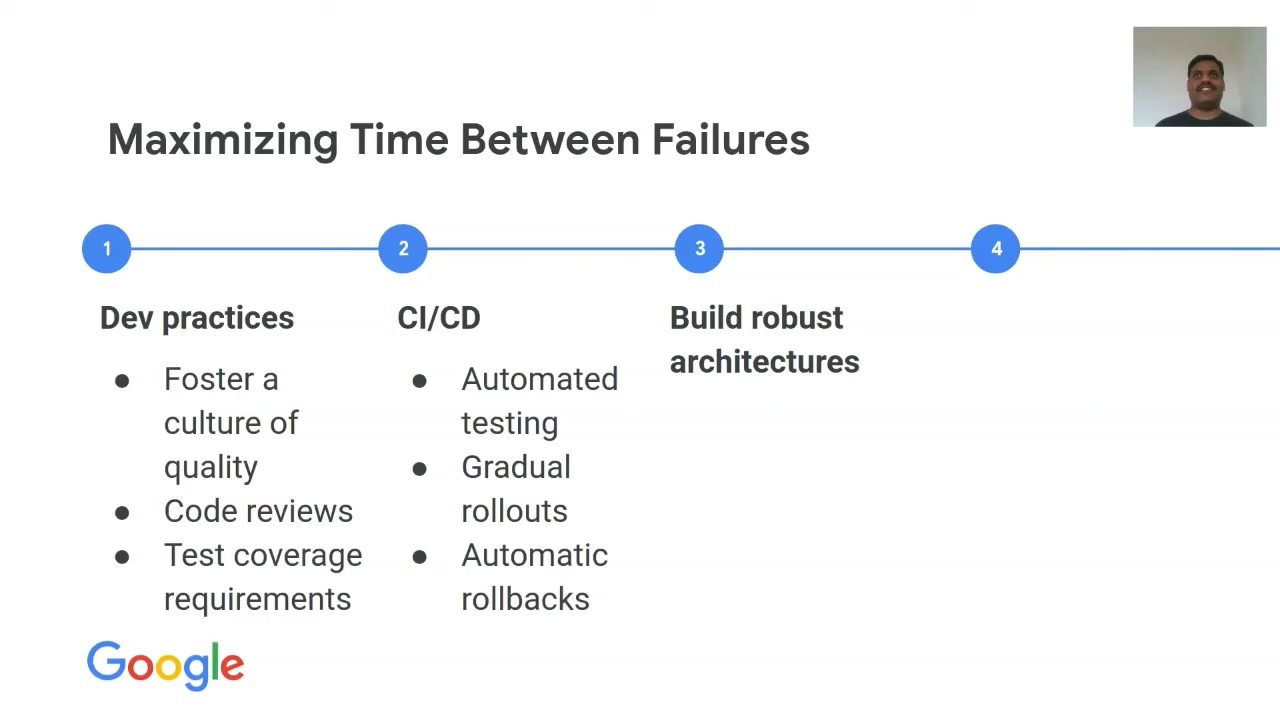 Maximizing Time Between Failures
1
2
3
4
Dev practices
Foster a
culture of
quality
Code reviews
Test coverage
requirements
CI/CD
Automated
testing
Gradual
rollouts
Automatic
rollbacks
Build robust
architectures
Google